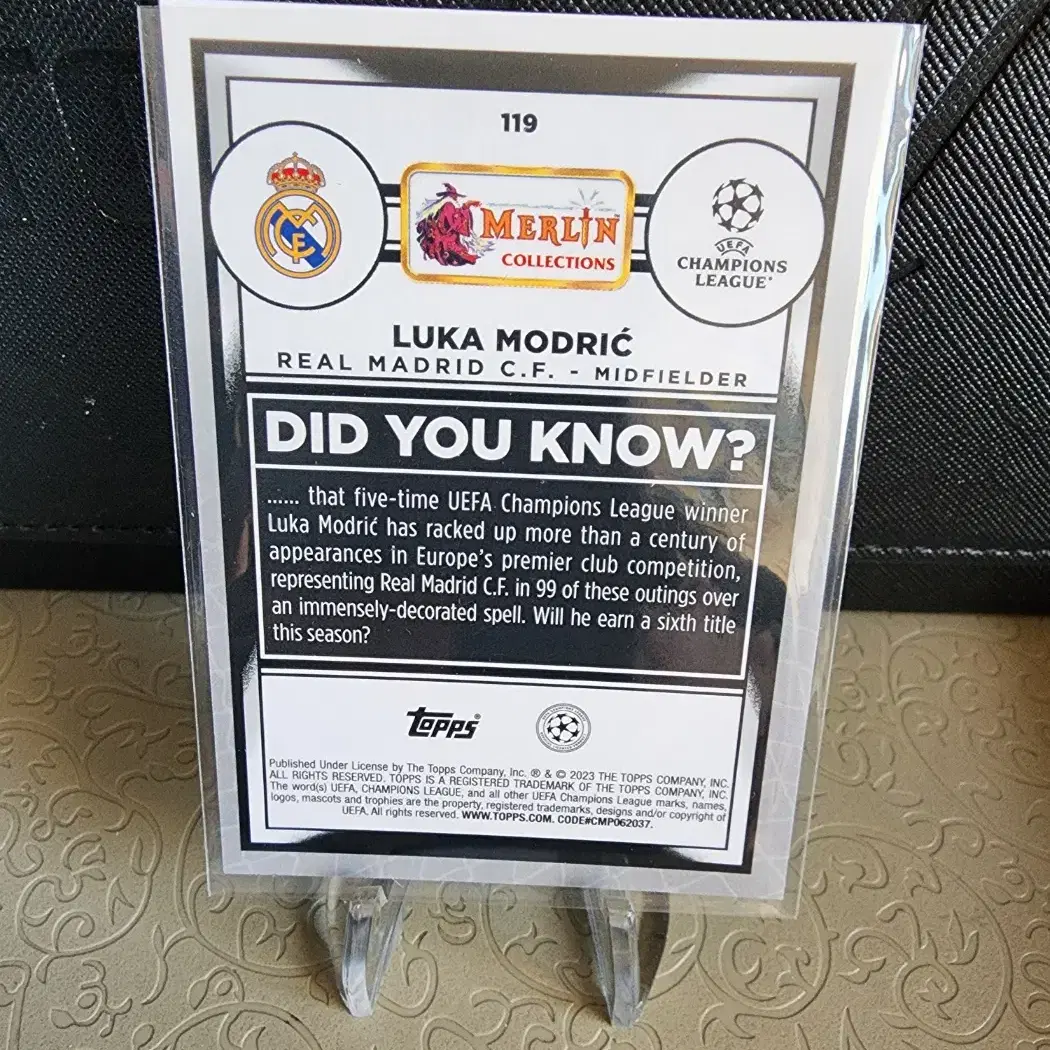 119
MERLIN
COLLECTIONS
UEFA
CHAMPIONS
LEAGUE®
LUKA MODRIĆ
REAL MADRID C.F. - MIDFIELDER
DID YOU KNOW?
...... that five-time UEFA Champions League winner
Luka Modrić has racked up more than a century of
appearances in Europe's premier club competition,
representing Real Madrid C.F. in 99 of these outings over
an immensely-decorated spell. Will he earn a sixth title
this season?
topps®
Published Under License by The Topps Company, Inc. ® & © 2023 THE TOPPS COMPANY, INC.
ALL RIGHTS RESERVED. TOPPS IS A REGISTERED TRADEMARK OF THE TOPPS COMPANY, INC.
The word(s) UEFA, CHAMPIONS LEAGUE, and all other UEFA Champions League marks, names,
logos, mascots and trophies are the property, registered trademarks, designs and/or copyright of
UEFA. All rights reserved. WWW.TOPPS.COM. CODE#CMP062037.